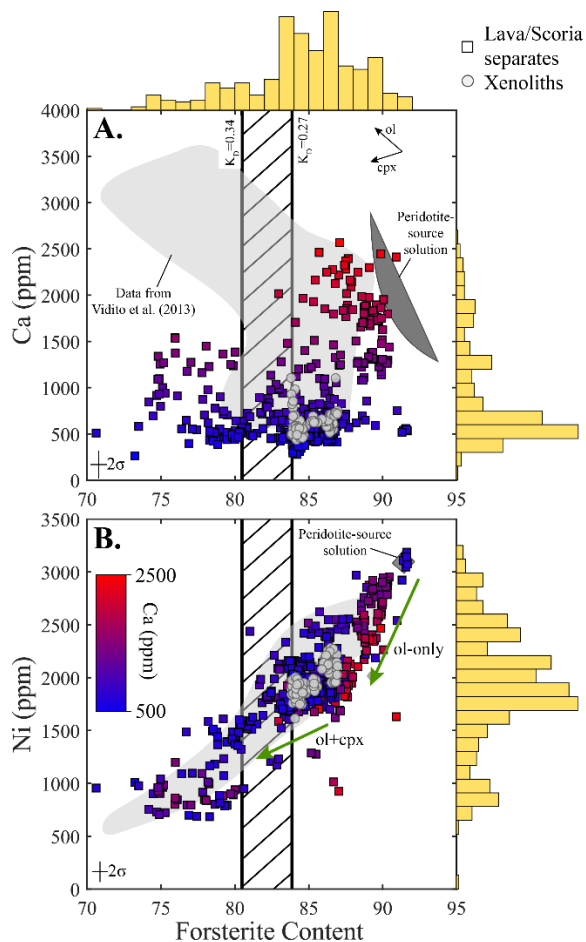 Lava/Scoria
separates
Xenoliths
A.
4000
3500
3000
2500
2000
1500
1000
500
0
Ca (ppm)
K_D=0.34
K_D=0.27
ol
cpx
Peridotite-
source
solution
Data from
Vidito et al. (2013)
2σ
70
75
80
85
90
95
B.
3500
3000
2500
2000
1500
1000
500
0
Ni (ppm)
2500
Ca (ppm)
500
Peridotite-source
solution
ol-only
ol+cpx
2σ
70
75
80
85
90
95
Forsterite Content